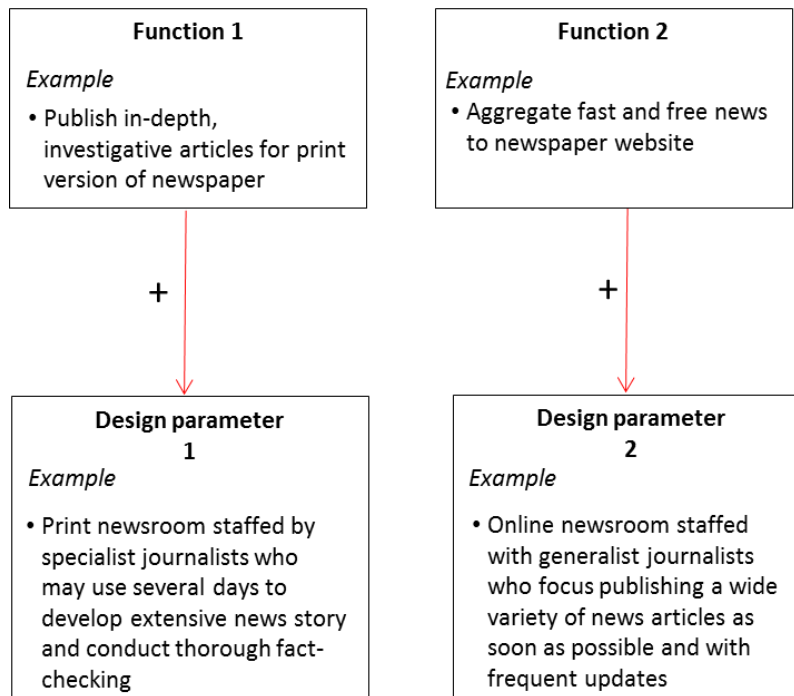 Function 1
Example
• Publish in-depth,
investigative articles for print
version of newspaper
Function 2
Example
• Aggregate fast and free news
to newspaper website
+
+
Design parameter
1
Example
• Print newsroom staffed by
specialist journalists who
may use several days to
develop extensive news story
and conduct thorough fact-
checking
Design parameter
2
Example
• Online newsroom staffed
with generalist journalists
who focus publishing a wide
variety of news articles as
soon as possible and with
frequent updates